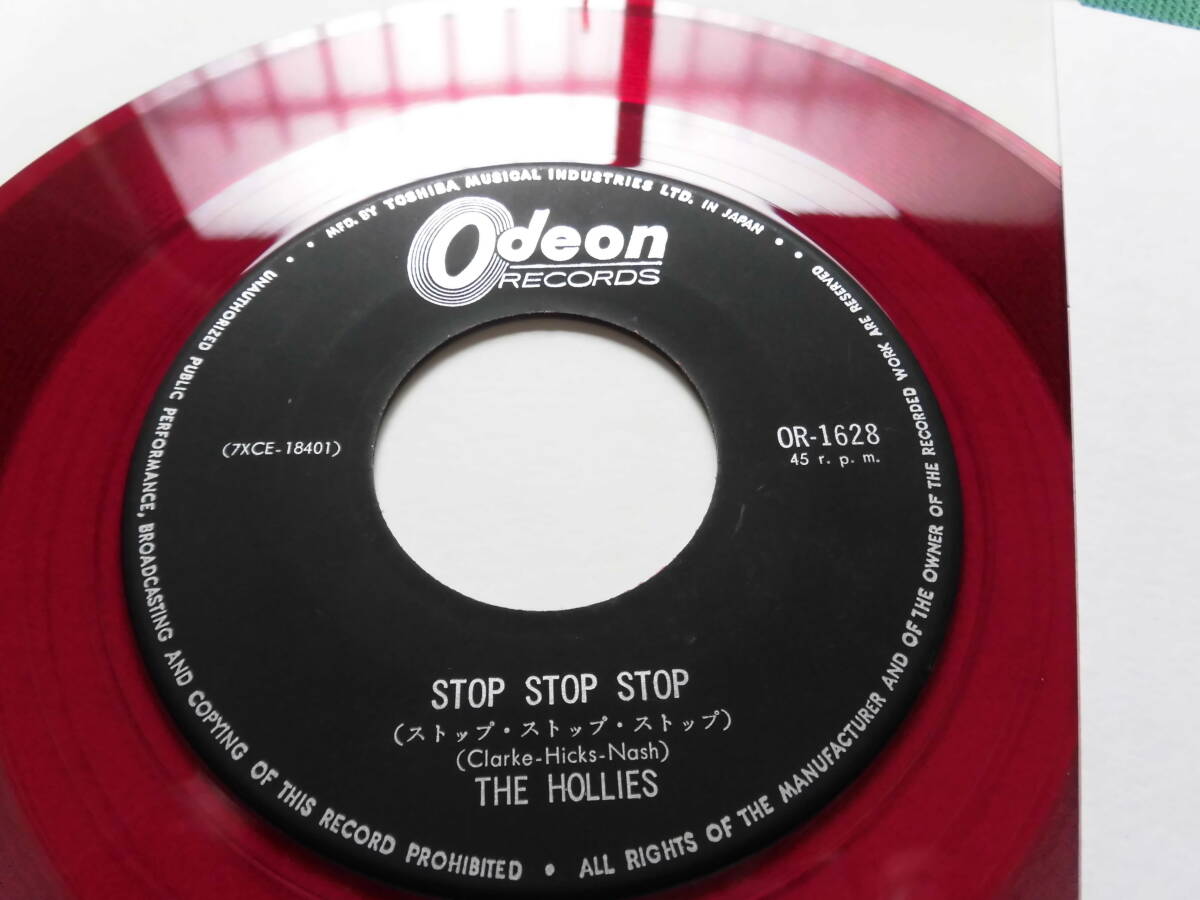 MFD. BY TOSHIBA MUSICAL INDUSTRIES LTD. IN JAPAN
Odeon
RECORDS
(7XCE-18401)
OR-1628
45 r. p. m.
STOP STOP STOP
(ストップ・ストップ・ストップ)
(Clarke-Hicks-Nash)
THE HOLLIES
UNAUTHORIZED PUBLIC PERFORMANCE, BROADCASTING AND COPYING OF THIS RECORD PROHIBITED • ALL RIGHTS OF THE MANUFACTURER AND OF THE OWNER OF THE RECORDED WORK ARE RESERVED